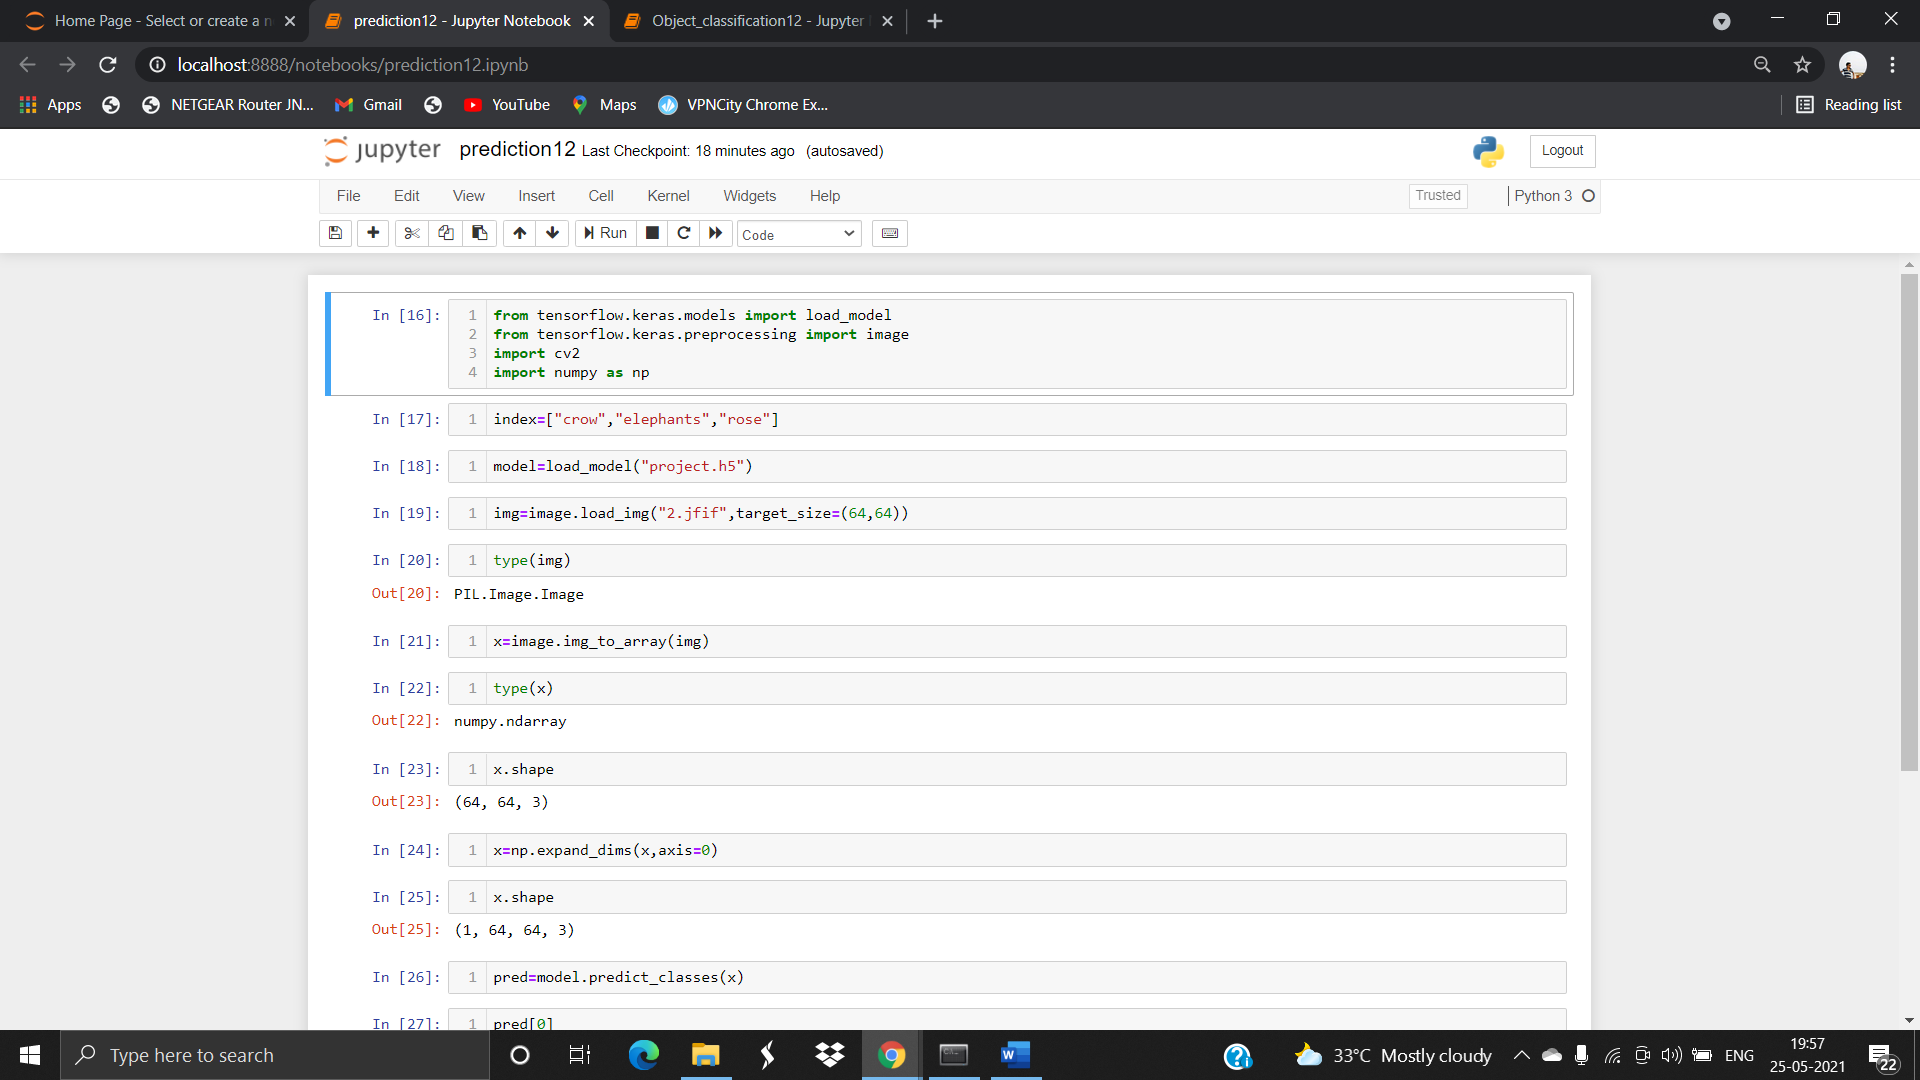 Home Page - Select or create a n
prediction12 - Jupyter Notebook
Object_classification12 - Jupyter
localhost:8888/notebooks/prediction12.ipynb
Apps
NETGEAR Router JN...
Gmail
YouTube
Maps
VPNCity Chrome Ex...
Reading list
jupyter prediction12 Last Checkpoint: 18 minutes ago (autosaved)
Logout
File Edit View Insert Cell Kernel Widgets Help
Trusted
Python 3
Run
Code
In [16]:
1 from tensorflow.keras.models import load_model
2 from tensorflow.keras.preprocessing import image
3 import cv2
4 import numpy as np
In [17]: 1 index=["crow","elephants","rose"]
In [18]: 1 model=load_model("project.h5")
In [19]: 1 img=image.load_img("2.jfif",target_size=(64,64))
In [20]: 1 type(img)
Out[20]: PIL.Image.Image
In [21]: 1 x=image.img_to_array(img)
In [22]: 1 type(x)
Out[22]: numpy.ndarray
In [23]: 1 x.shape
Out[23]: (64, 64, 3)
In [24]: 1 x=np.expand_dims(x,axis=0)
In [25]: 1 x.shape
Out[25]: (1, 64, 64, 3)
In [26]: 1 pred=model.predict_classes(x)
In [27]: 1 pred[0]
Type here to search
33°C Mostly cloudy
ENG
19:57
25-05-2021
22